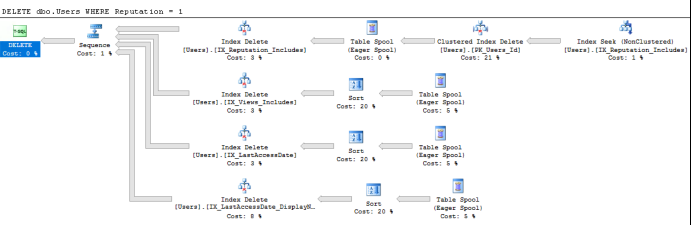 DELETE dbo.Users WHERE Reputation = 1
T-SQL
DELETE
Cost: 0 %
Sequence
Cost: 1 %
Index Delete
[Users].[IX_Reputation_Includes]
Cost: 3 %
Table Spool
(Eager Spool)
Cost: 0 %
Clustered Index Delete
[Users].[PK_Users_Id]
Cost: 21 %
Index Seek (NonClustered)
[Users].[IX_Reputation_Includes]
Cost: 1 %
Index Delete
[Users].[IX_Views_Includes]
Cost: 3 %
Sort
Cost: 20 %
Table Spool
(Eager Spool)
Cost: 5 %
Index Delete
[Users].[IX_LastAccessDate]
Cost: 3 %
Sort
Cost: 20 %
Table Spool
(Eager Spool)
Cost: 5 %
Index Delete
[Users].[IX_LastAccessDate_DisplayN…
Cost: 8 %
Sort
Cost: 20 %
Table Spool
(Eager Spool)
Cost: 5 %